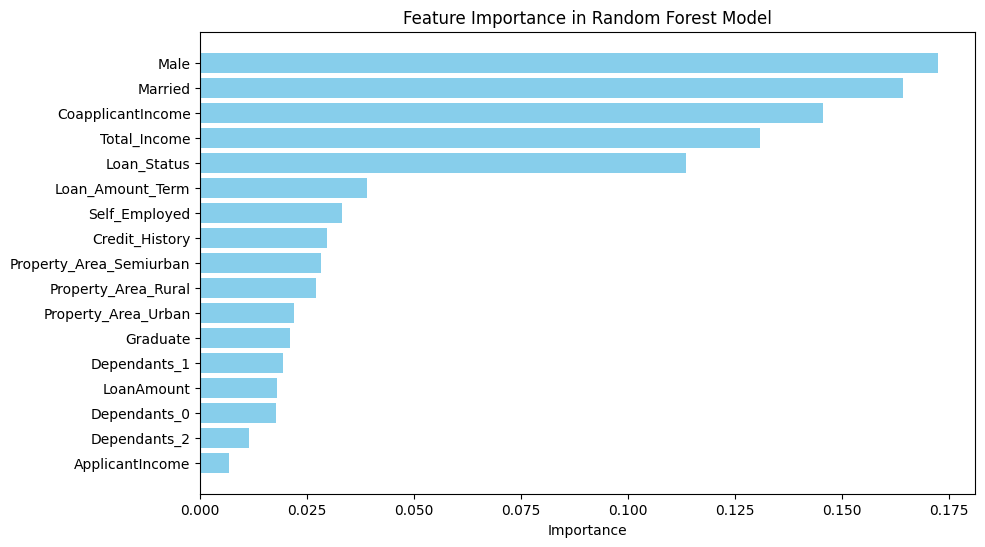 Feature Importance in Random Forest Model
Male
Married
CoapplicantIncome
Total_Income
Loan_Status
Loan_Amount_Term
Self_Employed
Credit_History
Property_Area_Semiurban
Property_Area_Rural
Property_Area_Urban
Graduate
Dependants_1
LoanAmount
Dependants_0
Dependants_2
ApplicantIncome
0.000 0.025 0.050 0.075 0.100 0.125 0.150 0.175
Importance